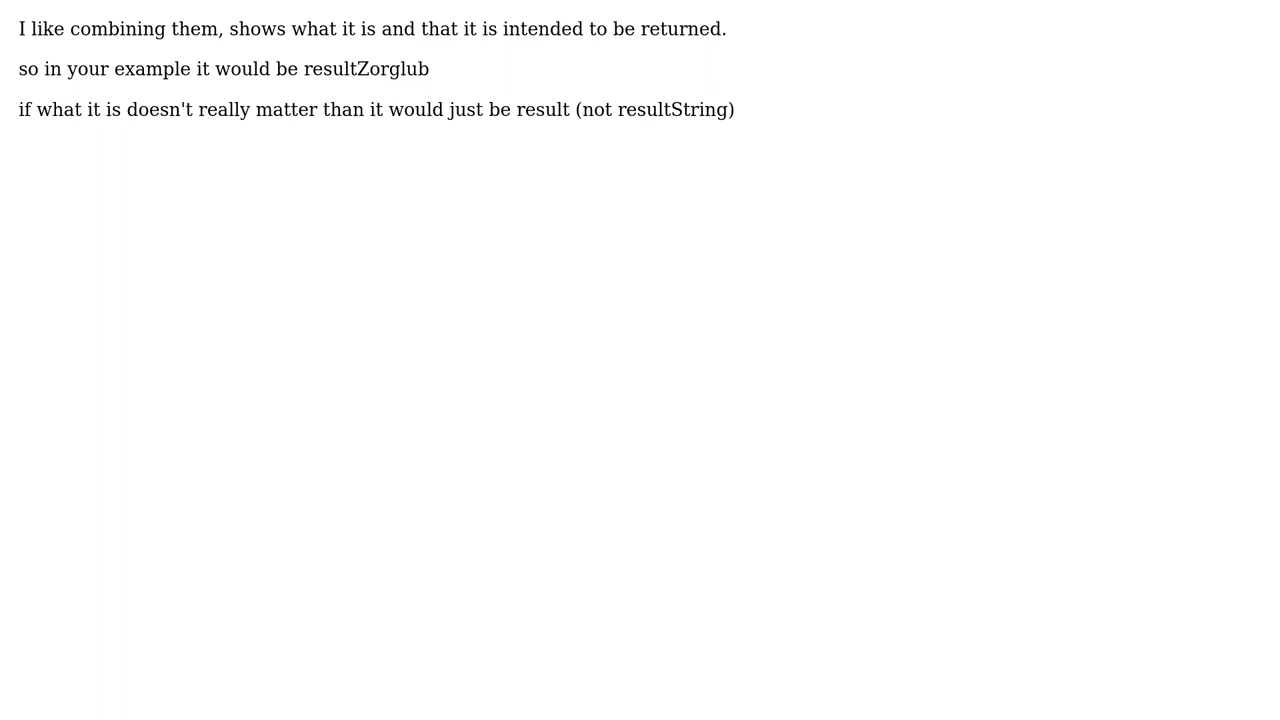 I like combining them, shows what it is and that it is intended to be returned.
so in your example it would be resultZorglub
if what it is doesn't really matter than it would just be result (not resultString)